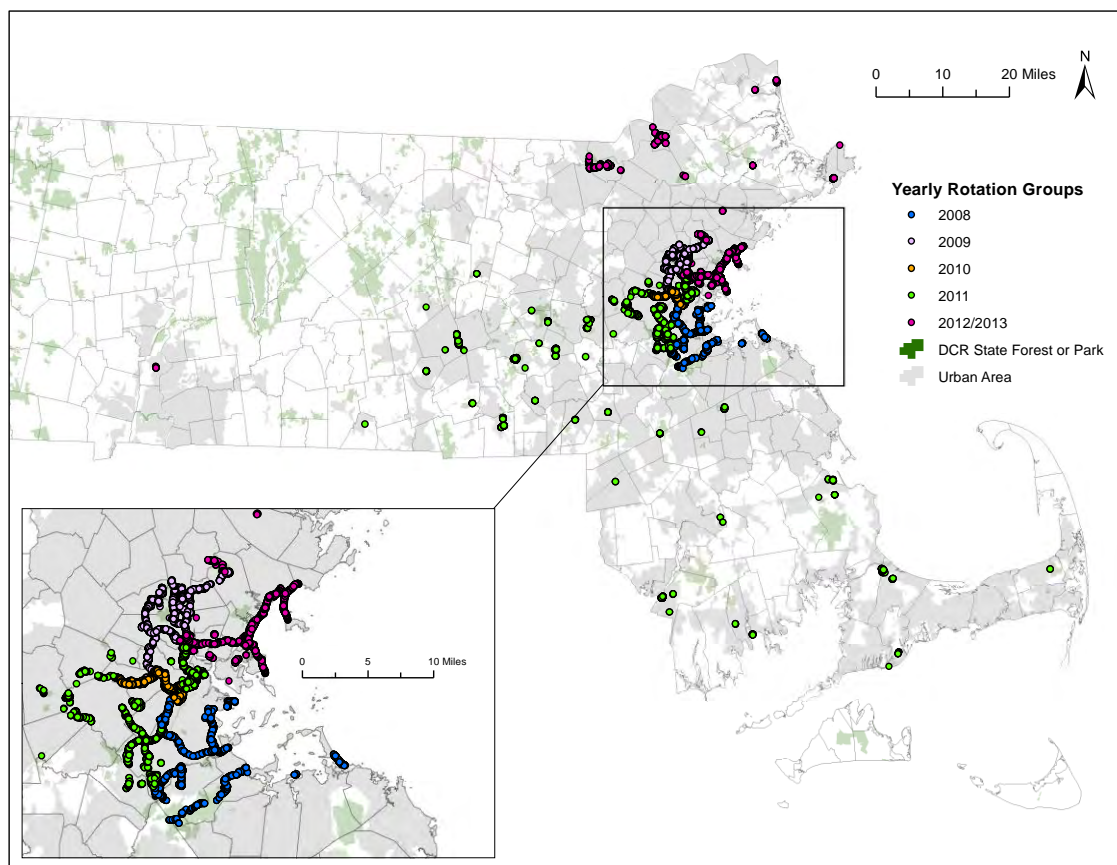 N
0 10 20 Miles
Yearly Rotation Groups
2008
2009
2010
2011
2012/2013
DCR State Forest or Park
Urban Area
0 5 10 Miles